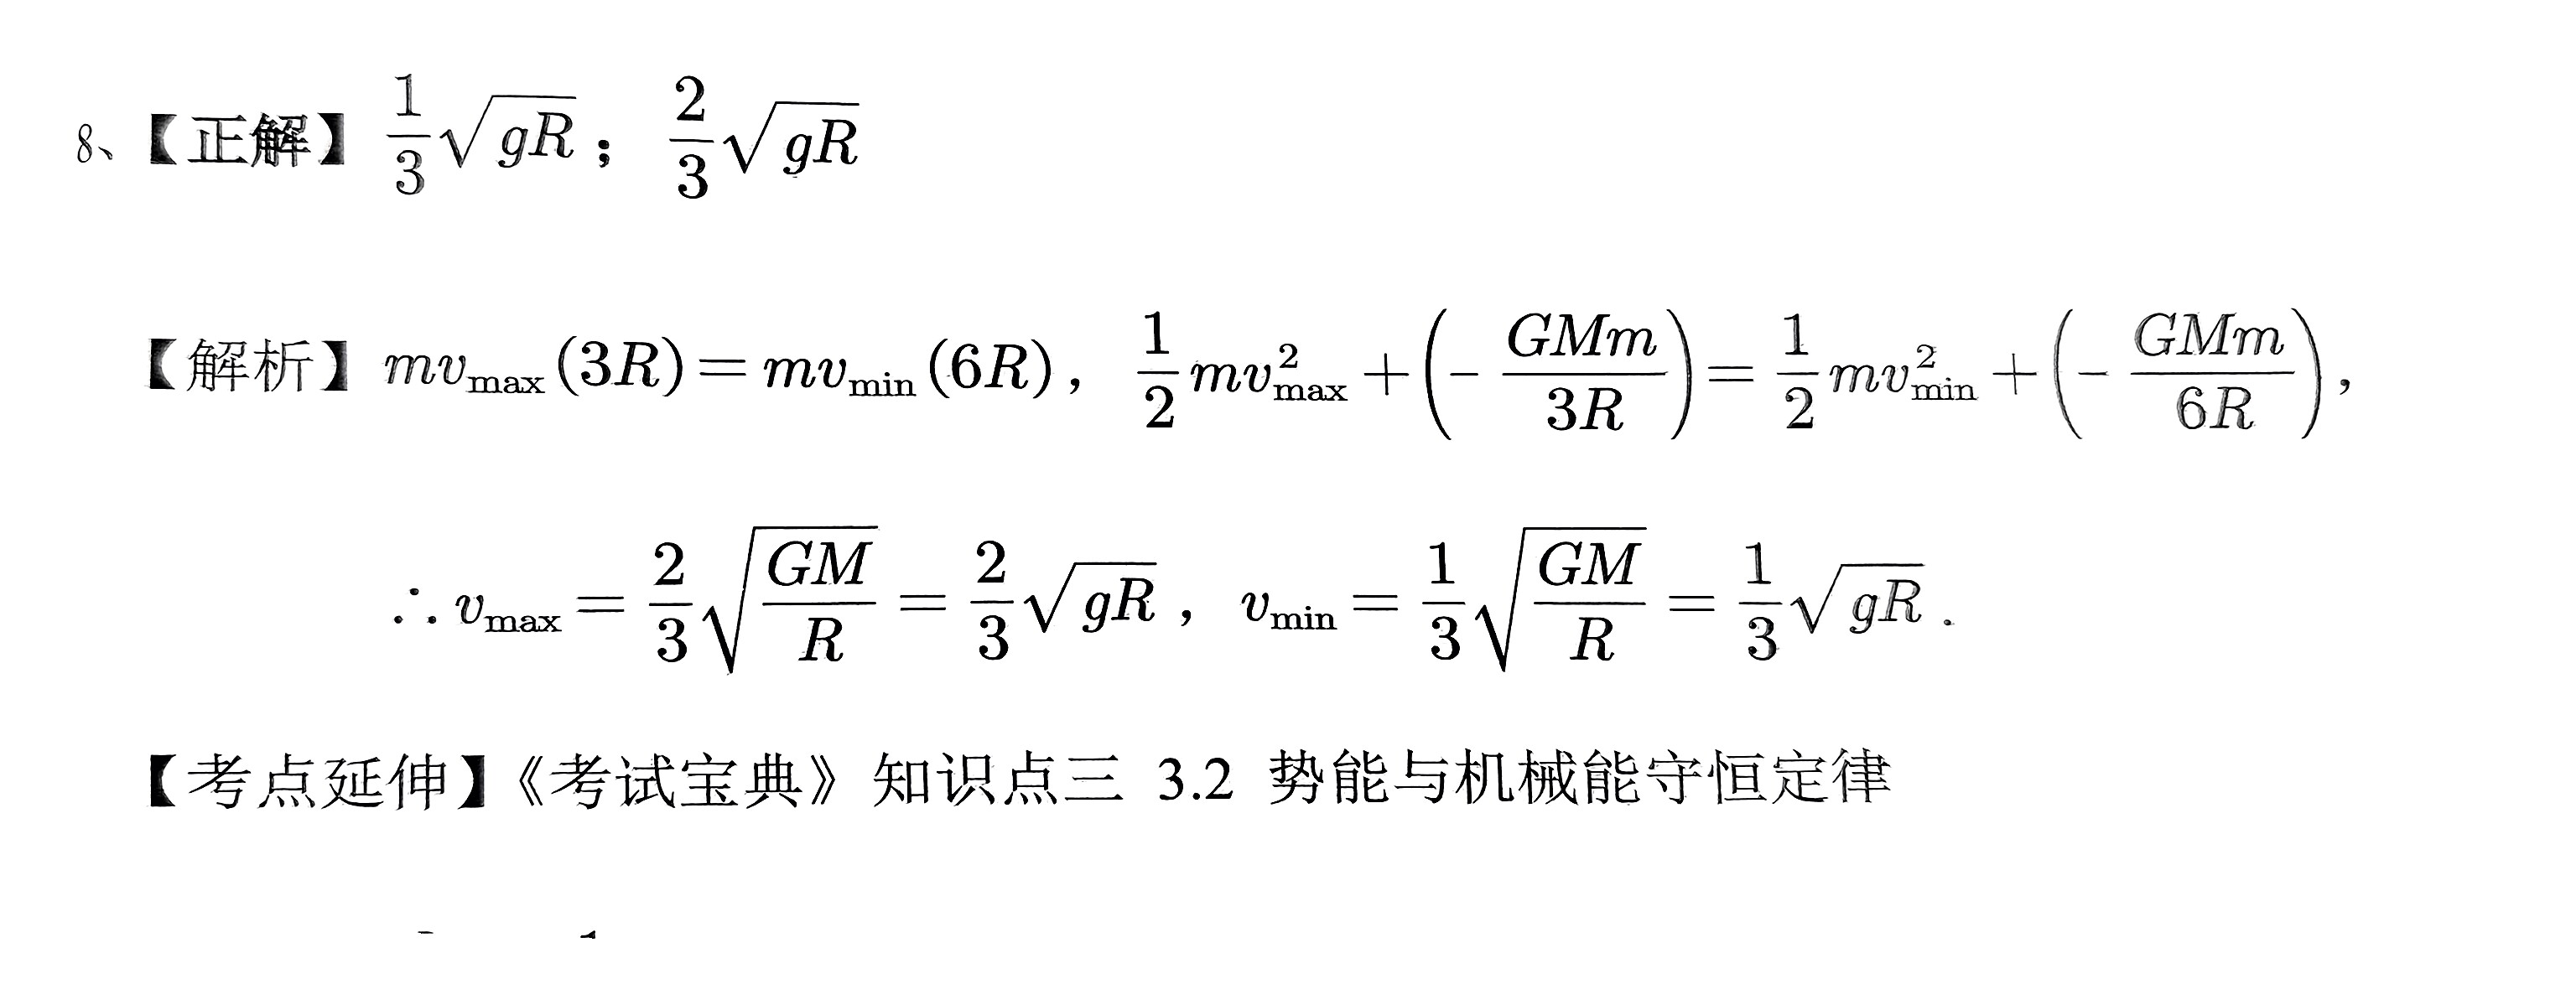 8、【正解】 \frac{1}{3}\sqrt{gR}；\frac{2}{3}\sqrt{gR}
【解析】 mv_{\max}(3R)=mv_{\min}(6R)，\frac{1}{2}mv_{\max}^{2}+\left(-\frac{GMm}{3R}\right)=\frac{1}{2}mv_{\min}^{2}+\left(-\frac{GMm}{6R}\right)，
∴ v_{\max}=\frac{2}{3}\sqrt{\frac{GM}{R}}=\frac{2}{3}\sqrt{gR}，v_{\min}=\frac{1}{3}\sqrt{\frac{GM}{R}}=\frac{1}{3}\sqrt{gR}．
【考点延伸】《考试宝典》知识点三 3.2 势能与机械能守恒定律